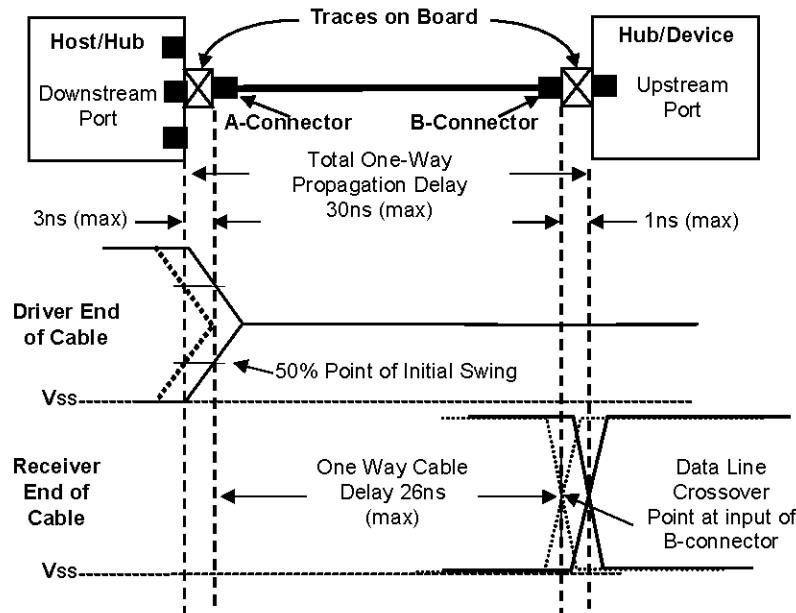 Traces on Board
Host/Hub
Hub/Device
Downstream
Port
Upstream
Port
A-Connector
B-Connector
Total One-Way
Propagation Delay
30ns (max)
3ns (max)
1ns (max)
Driver End
of Cable
50% Point of Initial Swing
Vss
Receiver
End of
Cable
One Way Cable
Delay 26ns
(max)
Data Line
Crossover
Point at input of
B-connector
Vss